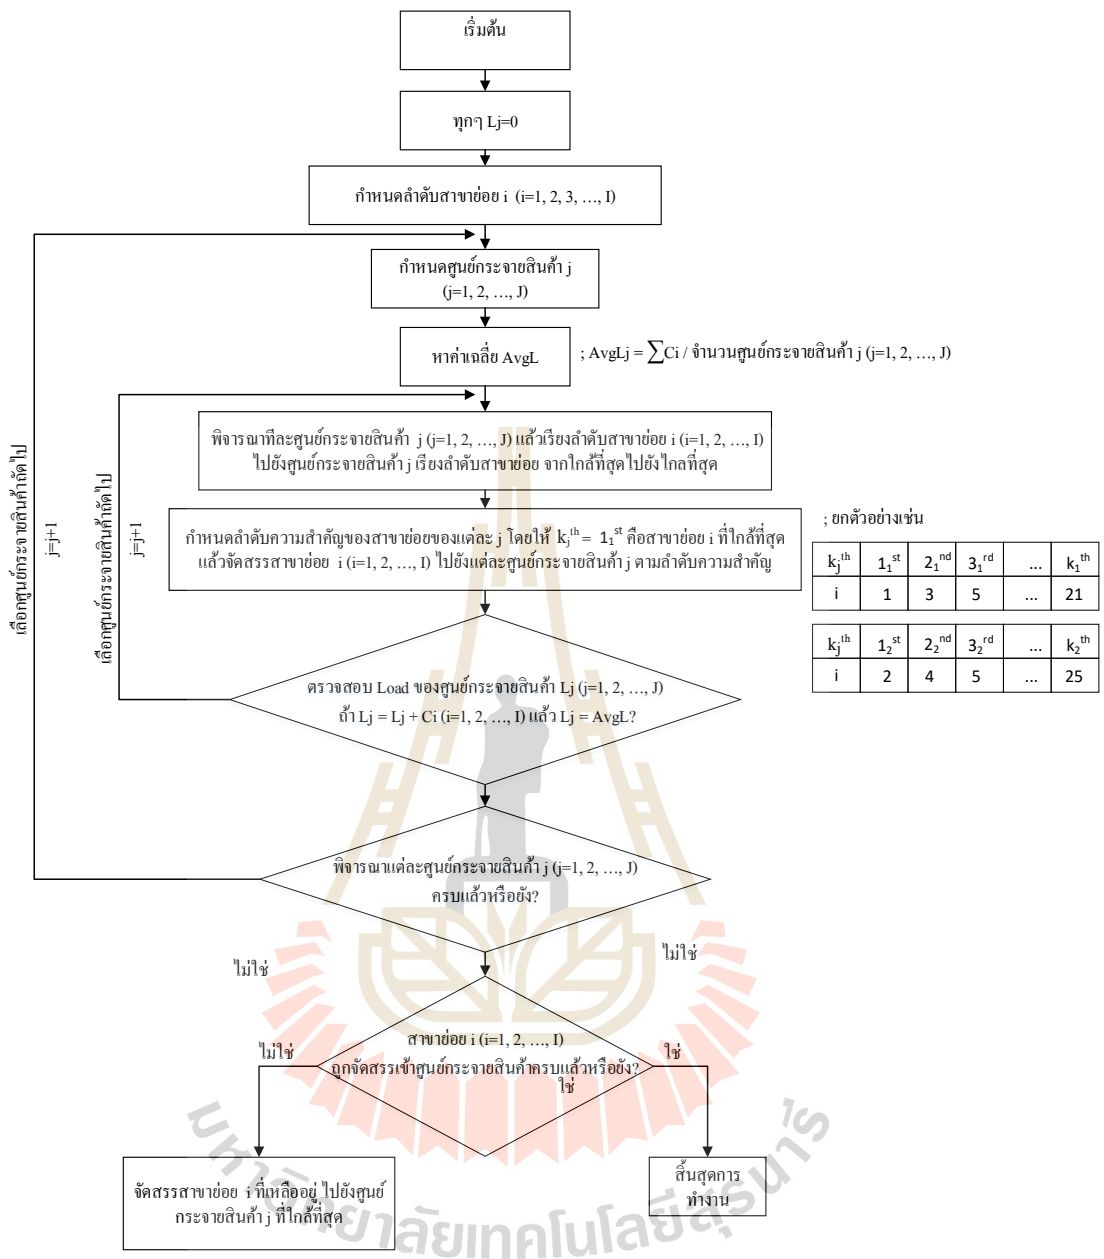 เริ่มต้น
ทุกๆ Lj=0
กำหนดลำดับสาขาย่อย i (i=1, 2, 3, ..., I)
กำหนดศูนย์กระจายสินค้า j
(j=1, 2, ..., J)
หาค่าเฉลี่ย AvgL
; AvgLj = ∑Ci / จำนวนศูนย์กระจายสินค้า j (j=1, 2, ..., J)
เลือกศูนย์กระจายสินค้าถัดไป
j=j+1
เลือกศูนย์กระจายสินค้าถัดไป
j=j+1
พิจารณาทีละศูนย์กระจายสินค้า j (j=1, 2, ..., J) แล้วเรียงลำดับสาขาย่อย i (i=1, 2, ..., I)
ไปยังศูนย์กระจายสินค้า j เรียงลำดับสาขาย่อย จากใกล้ที่สุดไปยังไกลที่สุด
กำหนดลำดับความสำคัญของสาขาย่อยของแต่ละ j โดยให้ kⱼᵗʰ = 1₁ˢᵗ คือสาขาย่อย i ที่ใกล้ที่สุด
แล้วจัดสรรสาขาย่อย i (i=1, 2, ..., I) ไปยังแต่ละศูนย์กระจายสินค้า j ตามลำดับความสำคัญ
; ยกตัวอย่างเช่น
kⱼᵗʰ 1₁ˢᵗ 2₁ⁿᵈ 3₁ʳᵈ ... k₁ᵗʰ
i 1 3 5 ... 21
kⱼᵗʰ 1₂ˢᵗ 2₂ⁿᵈ 3₂ʳᵈ ... k₂ᵗʰ
i 2 4 5 ... 25
ตรวจสอบ Load ของศูนย์กระจายสินค้า Lj (j=1, 2, ..., J)
ถ้า Lj = Lj + Ci (i=1, 2, ..., I) แล้ว Lj = AvgL?
พิจารณาแต่ละศูนย์กระจายสินค้า j (j=1, 2, ..., J)
ครบแล้วหรือยัง?
ไม่ใช่
ไม่ใช่
สาขาย่อย i (i=1, 2, ..., I)
ถูกจัดสรรเข้าศูนย์กระจายสินค้าครบแล้วหรือยัง?
ไม่ใช่
ใช่
ใช่
จัดสรรสาขาย่อย i ที่เหลืออยู่ ไปยังศูนย์
กระจายสินค้า j ที่ใกล้ที่สุด
สิ้นสุดการ
ทำงาน
มหาวิทยาลัยเทคโนโลยีสุรนารี